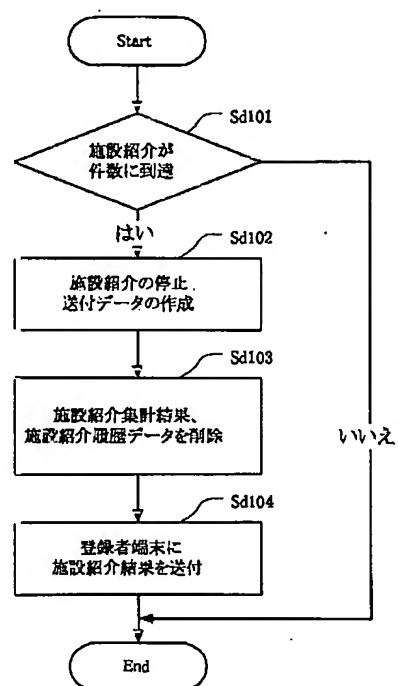 Start
Sd101
施設紹介が
件数に到達
はい
Sd102
施設紹介の停止
送付データの作成
Sd103
施設紹介集計結果、
施設紹介履歴データを削除
いいえ
Sd104
登録者端末に
施設紹介結果を送付
End